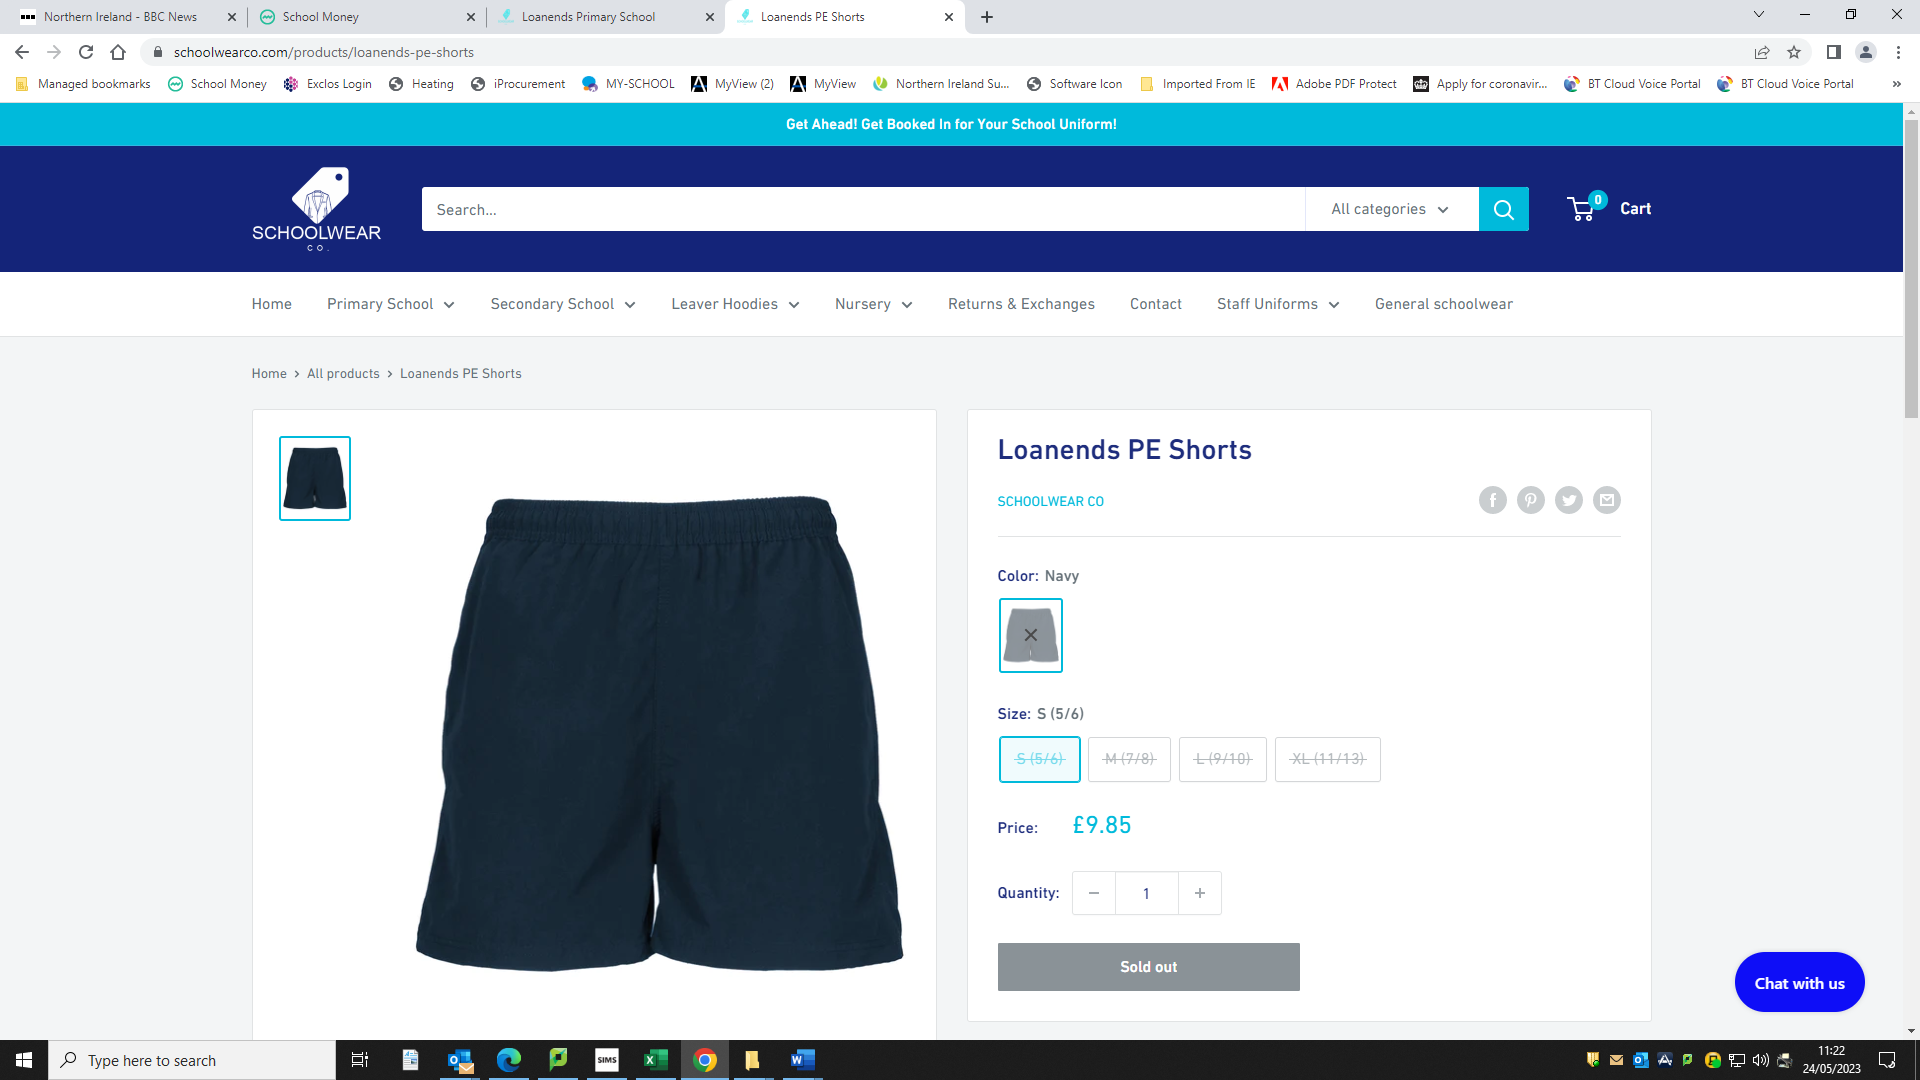 Northern Ireland - BBC News
School Money
Loanends Primary School
Loanends PE Shorts
schoolwearco.com/products/loanends-pe-shorts
Managed bookmarks School Money Exclos Login Heating iProcurement MY-SCHOOL MyView (2) MyView Northern Ireland Su... Software Icon Imported From IE Adobe PDF Protect Apply for coronavir... BT Cloud Voice Portal BT Cloud Voice Portal »
Get Ahead! Get Booked In for Your School Uniform!
SCHOOLWEAR
CO.
Search...
All categories
0
Cart
Home Primary School Secondary School Leaver Hoodies Nursery Returns & Exchanges Contact Staff Uniforms General schoolwear
Home > All products > Loanends PE Shorts
Loanends PE Shorts
SCHOOLWEAR CO
Color: Navy
Size: S (5/6)
S (5/6) M (7/8) L (9/10) XL (11/13)
Price: £9.85
Quantity: − 1 +
Sold out
Chat with us
Type here to search
SIMS
11:22
24/05/2023